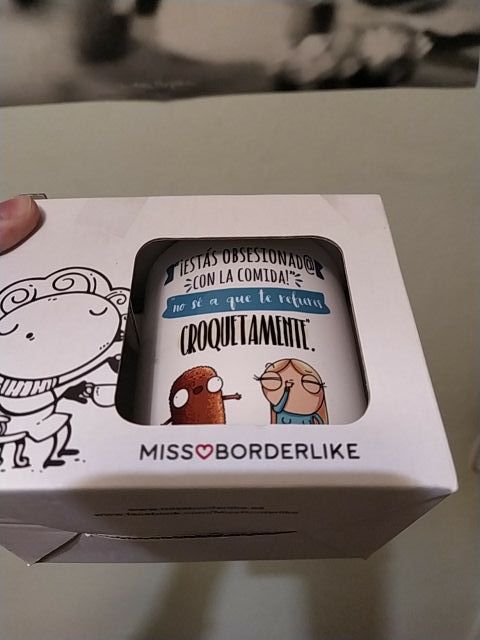 "¡ESTÁS OBSESIONAD@
CON LA COMIDA!"
"no sé a que te refieres
CROQUETAMENTE".
MISS♥BORDERLIKE